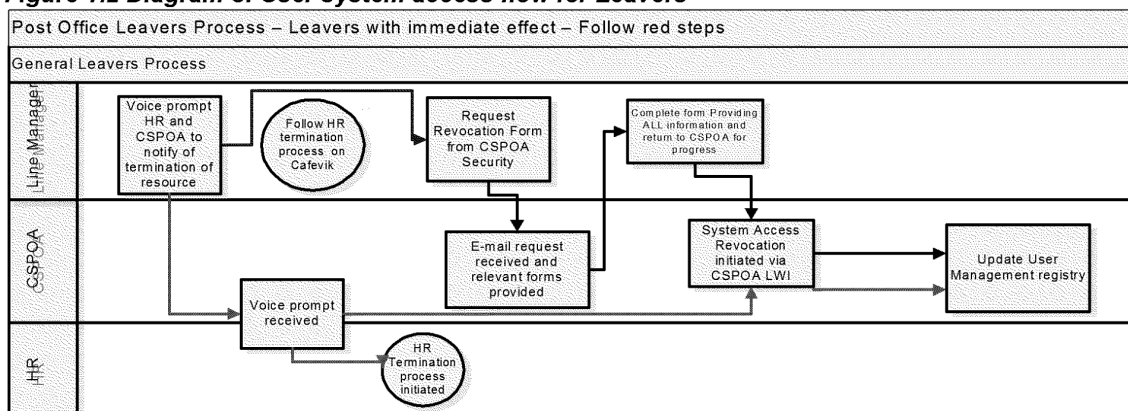 Figure 1.2 Diagram of User system access flow for Leavers
Post Office Leavers Process – Leavers with immediate effect – Follow red steps
General Leavers Process
Line Manager
Voice prompt
HR and
CSPOA to
notify of
termination of
resource
Follow HR
termination
process on
Cafevik
Request
Revocation Form
from CSPOA
Security
Complete form Providing
ALL information and
return to CSPOA for
progress
CSPOA
Voice prompt
received
E-mail request
received and
relevant forms
provided
System Access
Revocation
initiated via
CSPOA LWI
Update User
Management registry
HR
HR
Termination
process
initiated